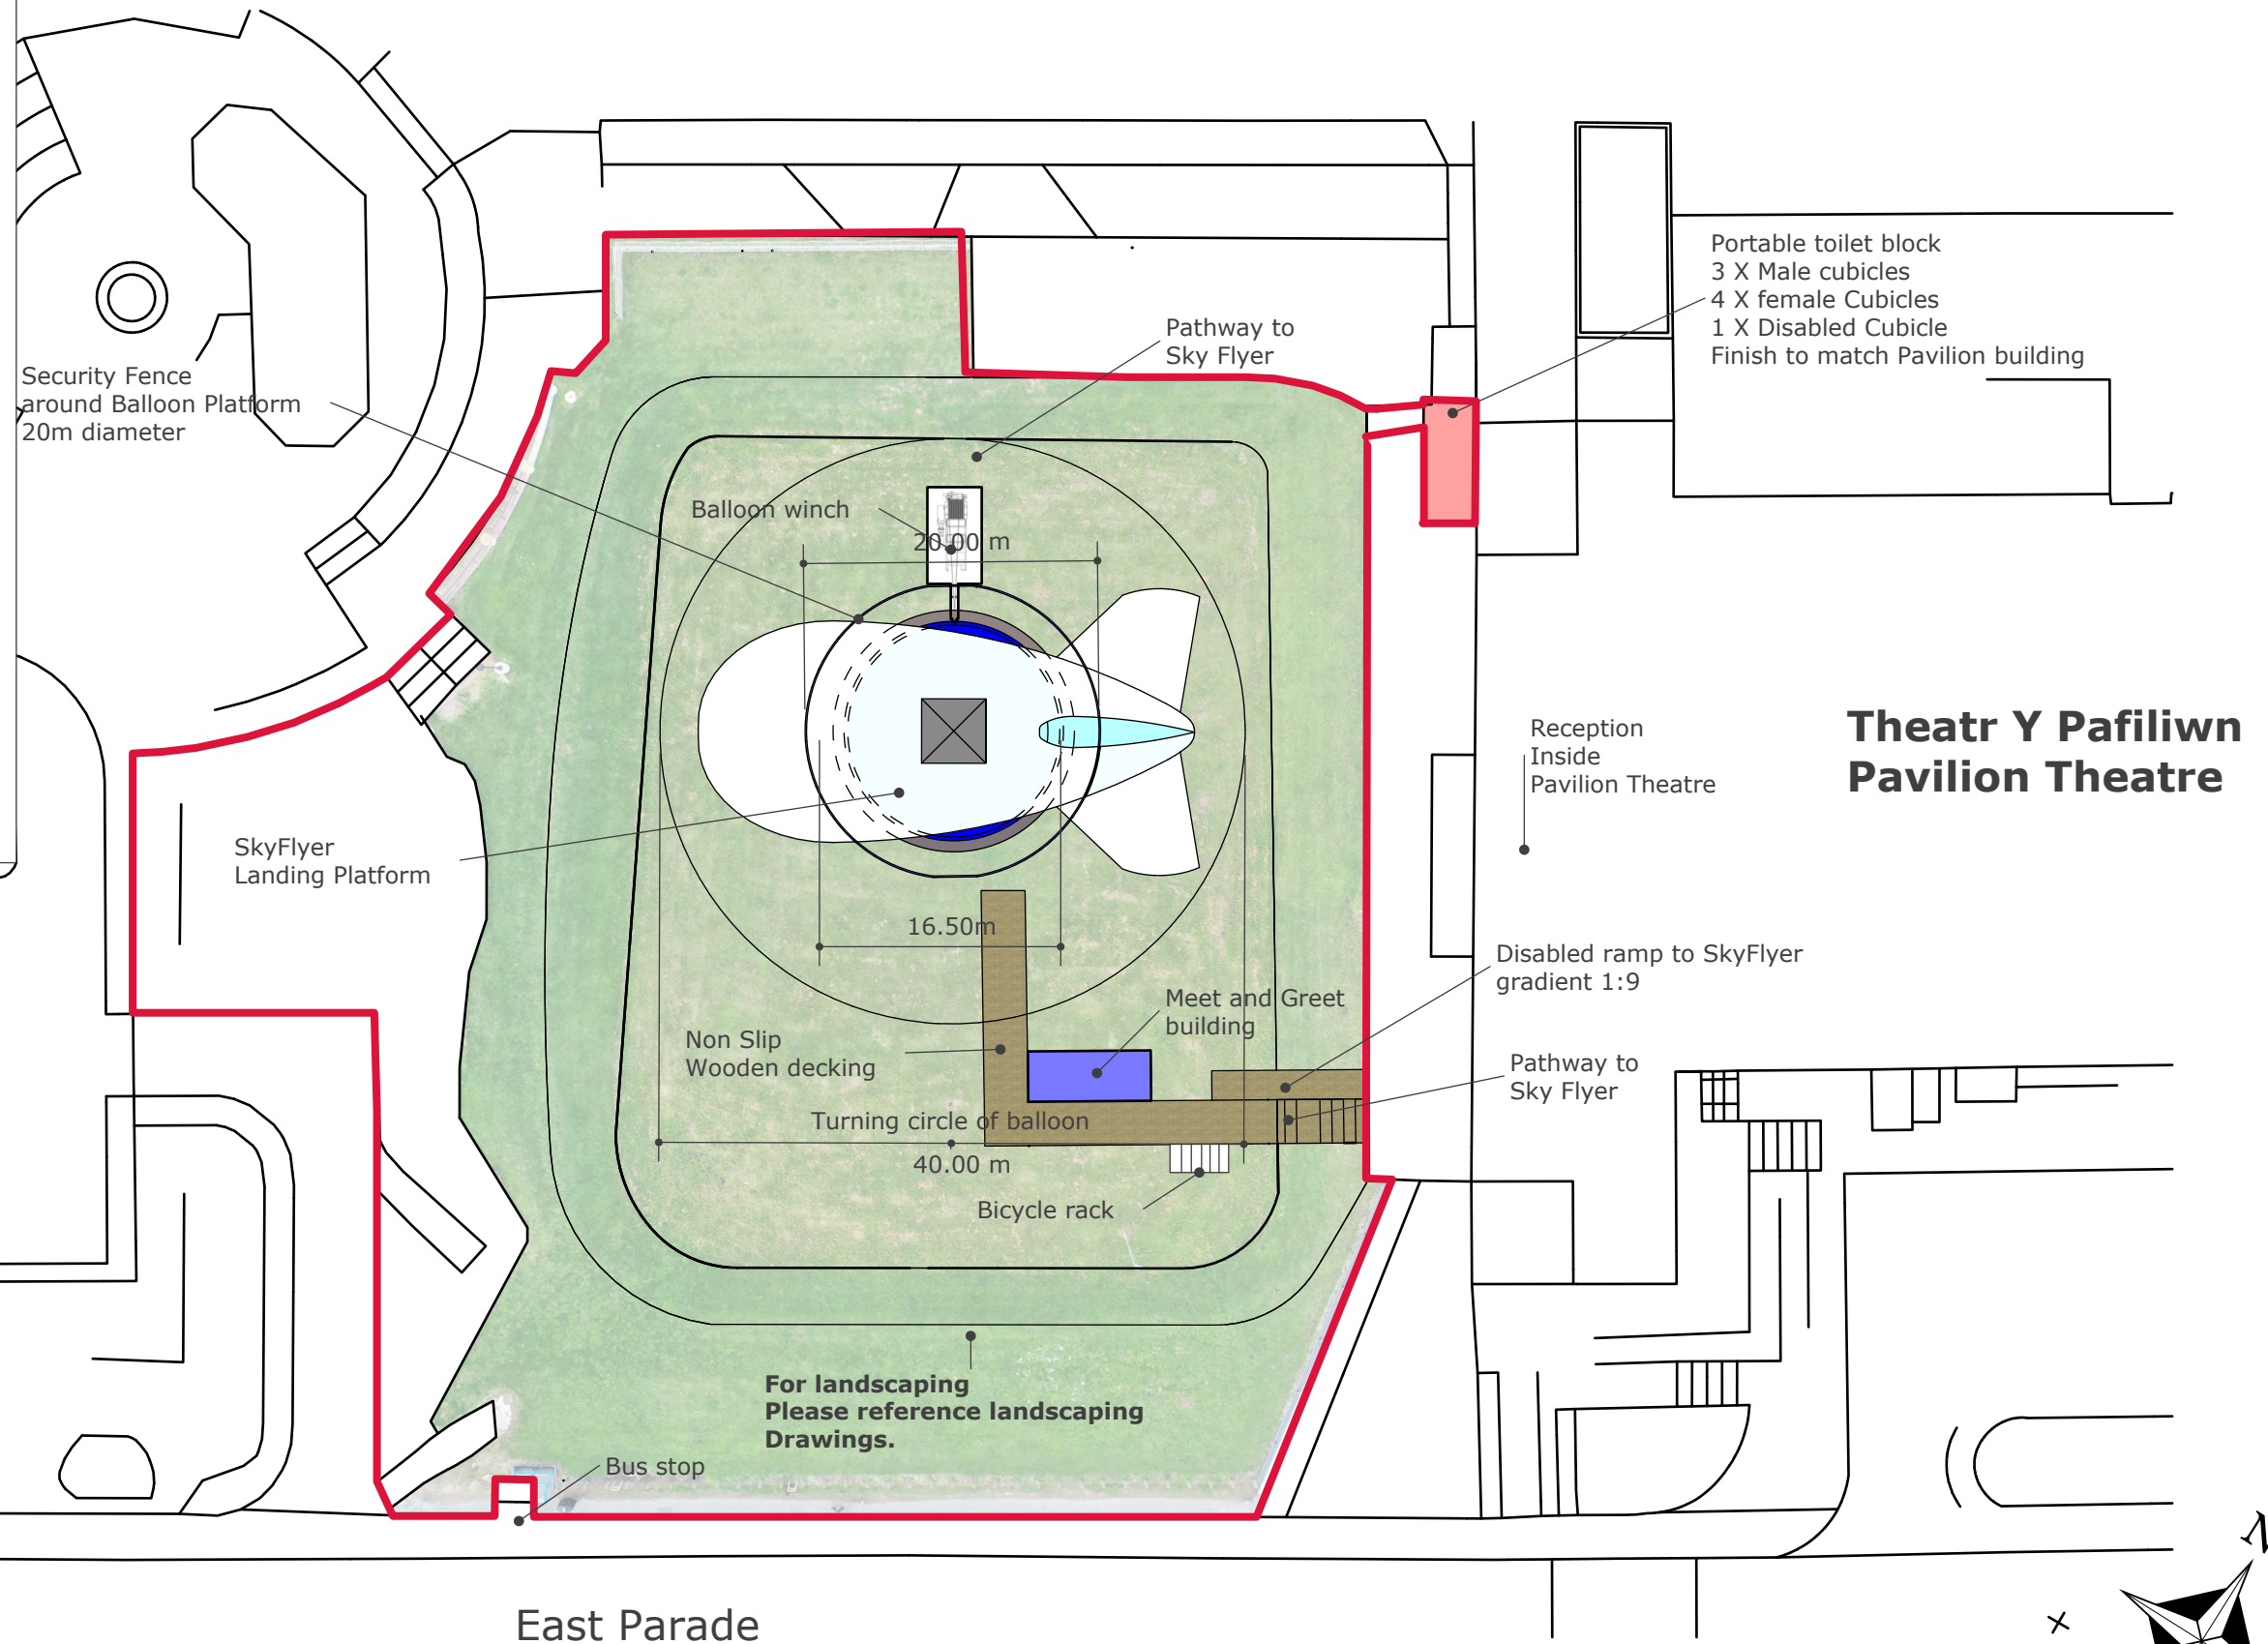 Portable toilet block
3 X Male cubicles
4 X female Cubicles
1 X Disabled Cubicle
Finish to match Pavilion building
Pathway to
Sky Flyer
Security Fence
around Balloon Platform
20m diameter
Balloon winch
20.00 m
Theatr Y Pafiliwn
Pavilion Theatre
Reception
Inside
Pavilion Theatre
SkyFlyer
Landing Platform
16.50m
Disabled ramp to SkyFlyer
gradient 1:9
Meet and Greet
building
Non Slip
Wooden decking
Pathway to
Sky Flyer
Turning circle of balloon
40.00 m
Bicycle rack
For landscaping
Please reference landscaping
Drawings.
Bus stop
East Parade